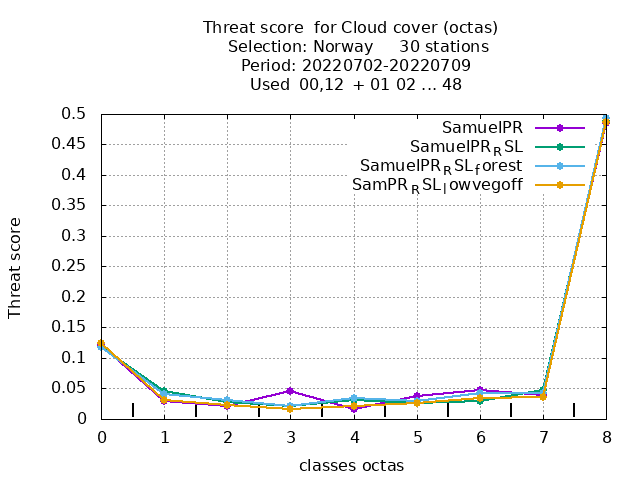 Threat score  for Cloud cover (octas)
Selection: Norway     30 stations
Period: 20220702-20220709
Used  00,12  + 01 02 ... 48
SamuelPR
SamuelPR_RSL
SamuelPR_RSL_forest
SamPR_RSL_lowvegoff
0.5
0.45
0.4
0.35
0.3
0.25
0.2
0.15
0.1
0.05
0
Threat score
0 1 2 3 4 5 6 7 8
classes octas